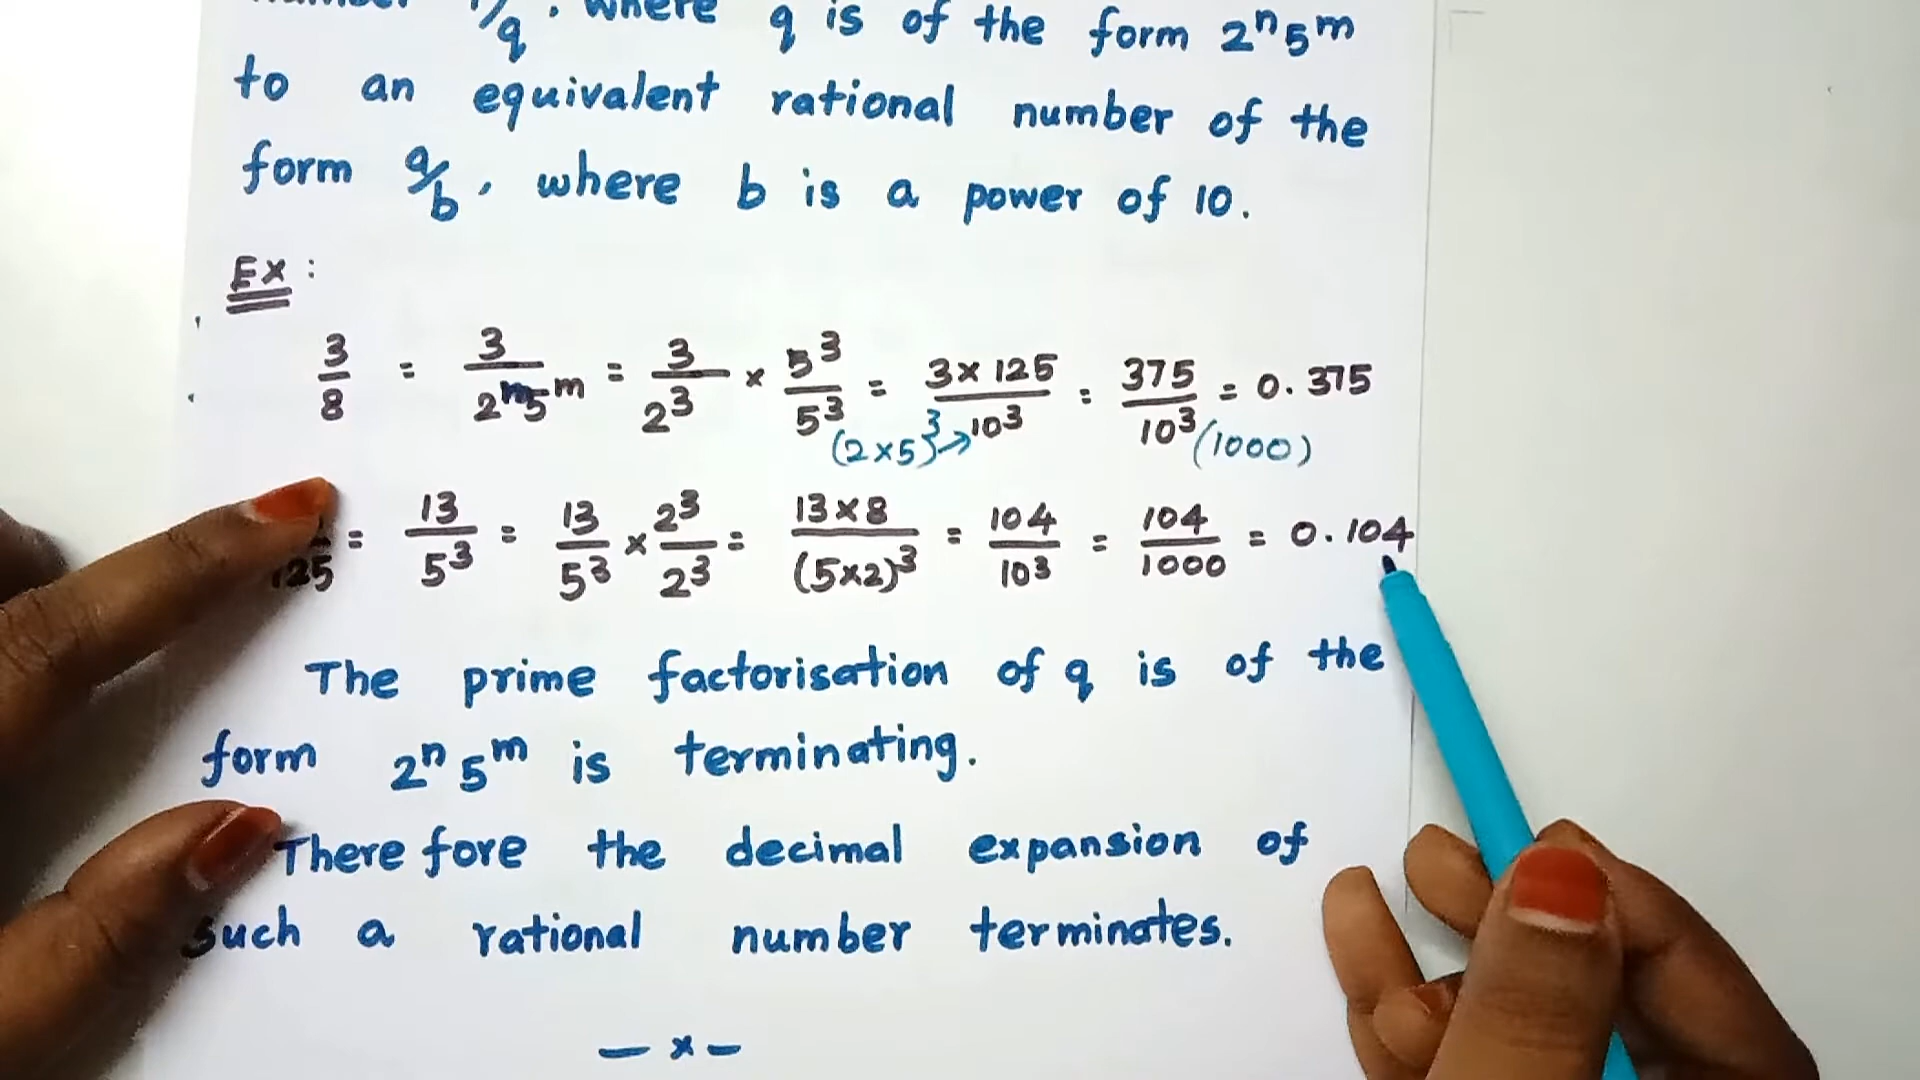 q, where q is of the form 2ⁿ5ᵐ
to an equivalent rational number of the
form a/b, where b is a power of 10.
Ex :
3/8 = 3/2ⁿ5ᵐ = 3/2³ × 5³/5³ = 3×125/10³ = 375/10³ = 0.375
(2×5)³→ (1000)
= 13/5³ = 13/5³ × 2³/2³ = 13×8/(5×2)³ = 104/10³ = 104/1000 = 0.104
The prime factorisation of q is of the
form 2ⁿ5ᵐ is terminating.
Therefore the decimal expansion of
such a rational number terminates.
— × —